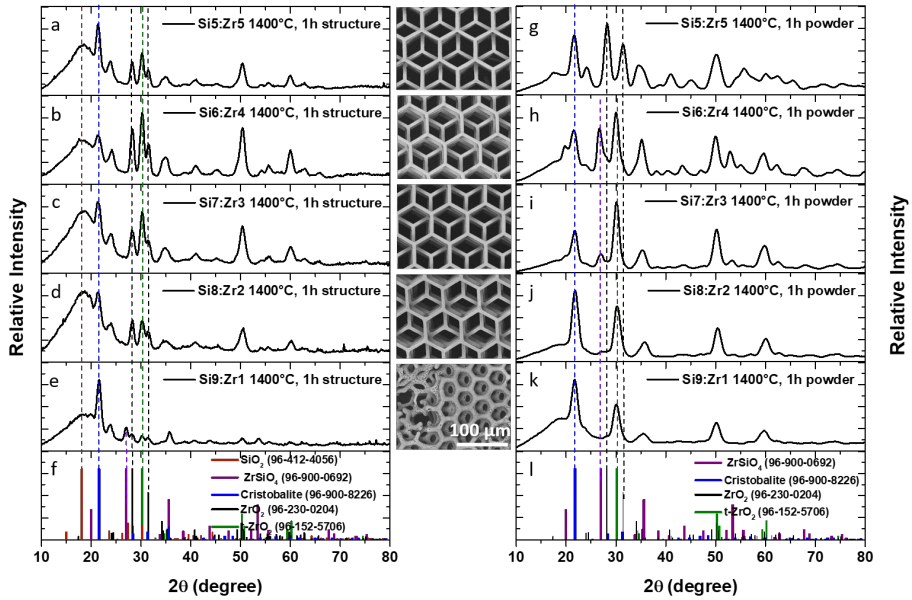 a
Si5:Zr5 1400°C, 1h structure
b
Si6:Zr4 1400°C, 1h structure
c
Si7:Zr3 1400°C, 1h structure
d
Si8:Zr2 1400°C, 1h structure
e
Si9:Zr1 1400°C, 1h structure
f
SiO₂ (96-412-4056)
ZrSiO₄ (96-900-0692)
Cristobalite (96-900-8226)
ZrO₂ (96-230-0204)
t-ZrO₂ (96-152-5706)
10 20 30 40 50 60 70 80
2θ (degree)
Relative Intensity
100 µm
g
Si5:Zr5 1400°C, 1h powder
h
Si6:Zr4 1400°C, 1h powder
i
Si7:Zr3 1400°C, 1h powder
j
Si8:Zr2 1400°C, 1h powder
k
Si9:Zr1 1400°C, 1h powder
l
ZrSiO₄ (96-900-0692)
Cristobalite (96-900-8226)
ZrO₂ (96-230-0204)
t-ZrO₂ (96-152-5706)
10 20 30 40 50 60 70 80
2θ (degree)
Relative Intensity